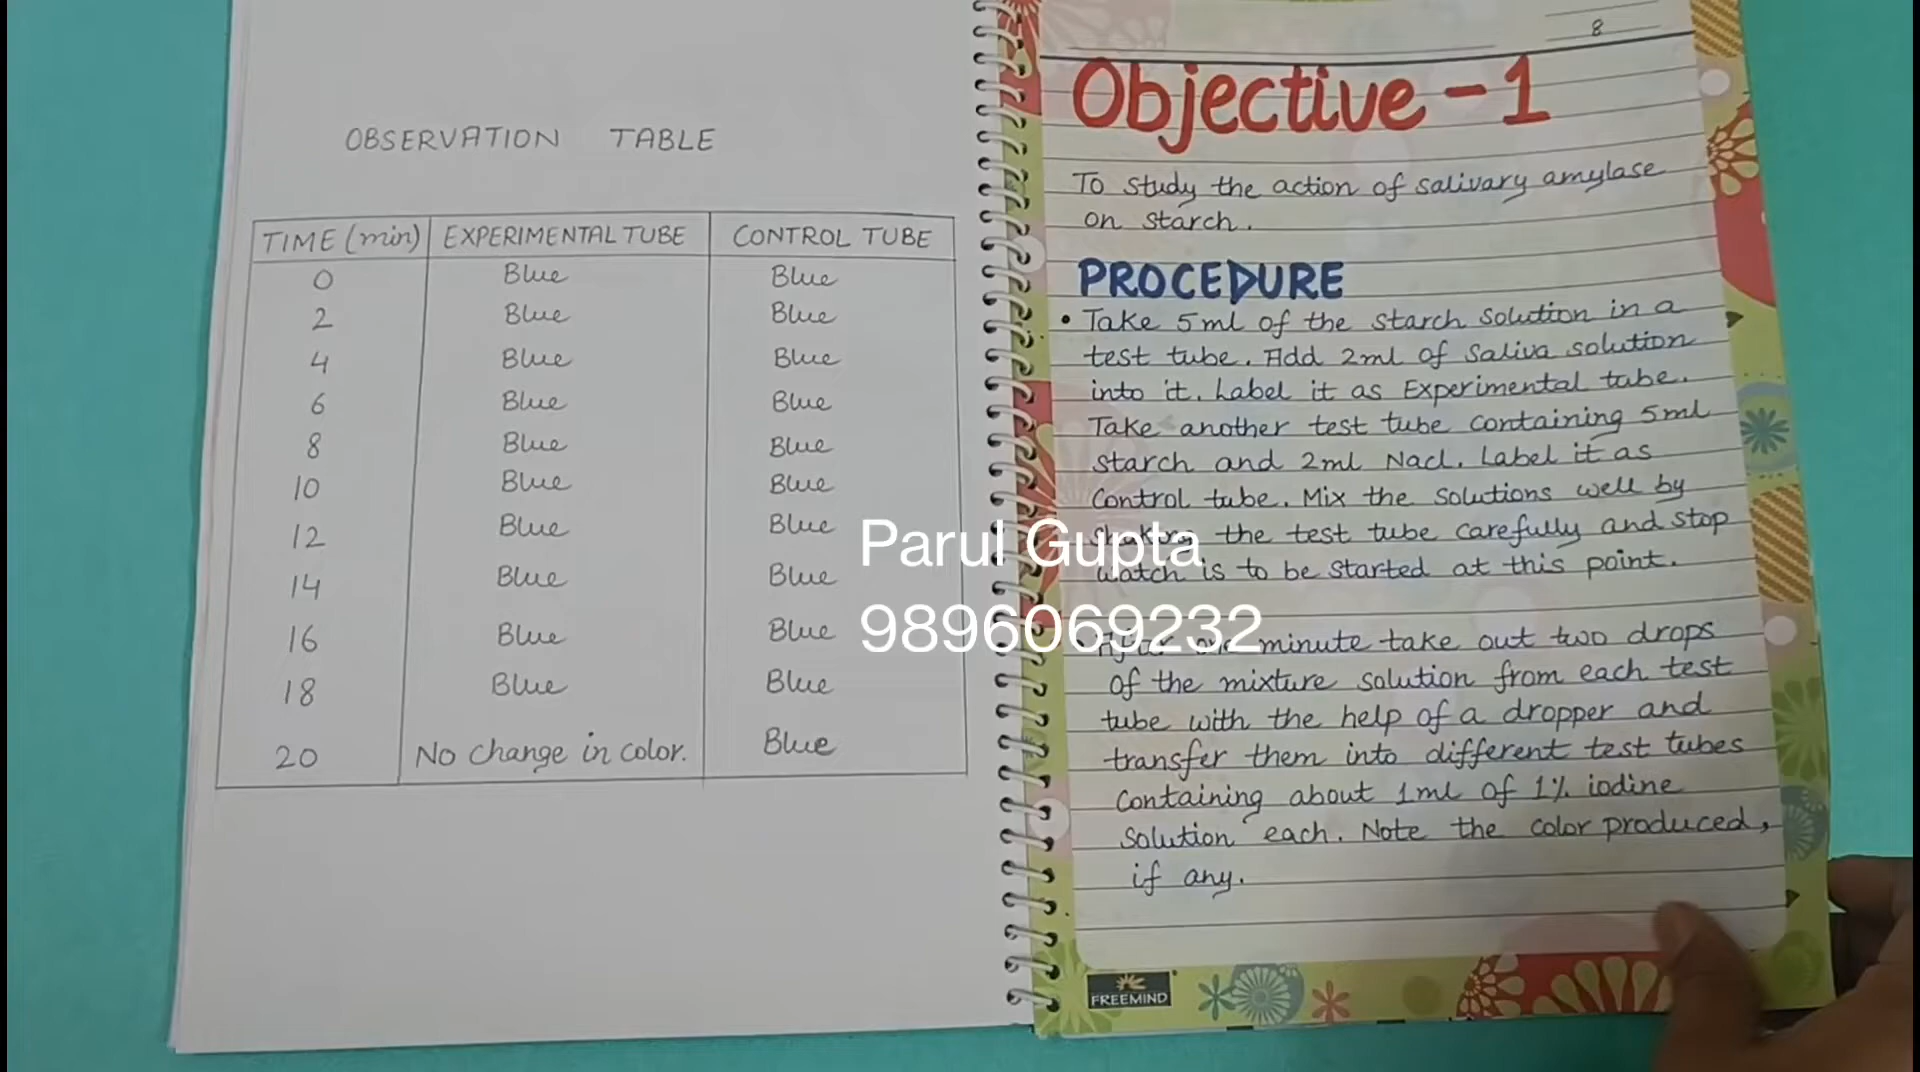 OBSERVATION TABLE
TIME (min) EXPERIMENTAL TUBE CONTROL TUBE
0 Blue Blue
2 Blue Blue
4 Blue Blue
6 Blue Blue
8 Blue Blue
10 Blue Blue
12 Blue Blue
14 Blue Blue
16 Blue Blue
18 Blue Blue
20 No change in color. Blue
8
Objective - 1
To study the action of salivary amylase
on starch.
PROCEDURE
• Take 5ml of the starch solution in a
test tube. Add 2ml of saliva solution
into it. Label it as Experimental tube.
Take another test tube containing 5ml
starch and 2ml Nacl. Label it as
Control tube. Mix the solutions well by
shaking the test tube carefully and stop
watch is to be started at this point.
• After one minute take out two drops
of the mixture solution from each test
tube with the help of a dropper and
transfer them into different test tubes
containing about 1ml of 1% iodine
solution each. Note the color produced,
if any.
FREEMIND
Parul Gupta
9896069232